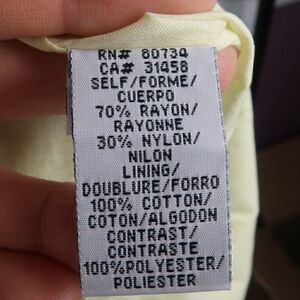 RN# 80734
CA# 31458
SELF/FORME/
CUERPO
70% RAYON/
RAYONNE
30% NYLON/
NILON
LINING/
DOUBLURE/FORRO
100% COTTON/
COTON/ALGODON
CONTRAST/
CONTRASTE
100%POLYESTER/
POLIESTER